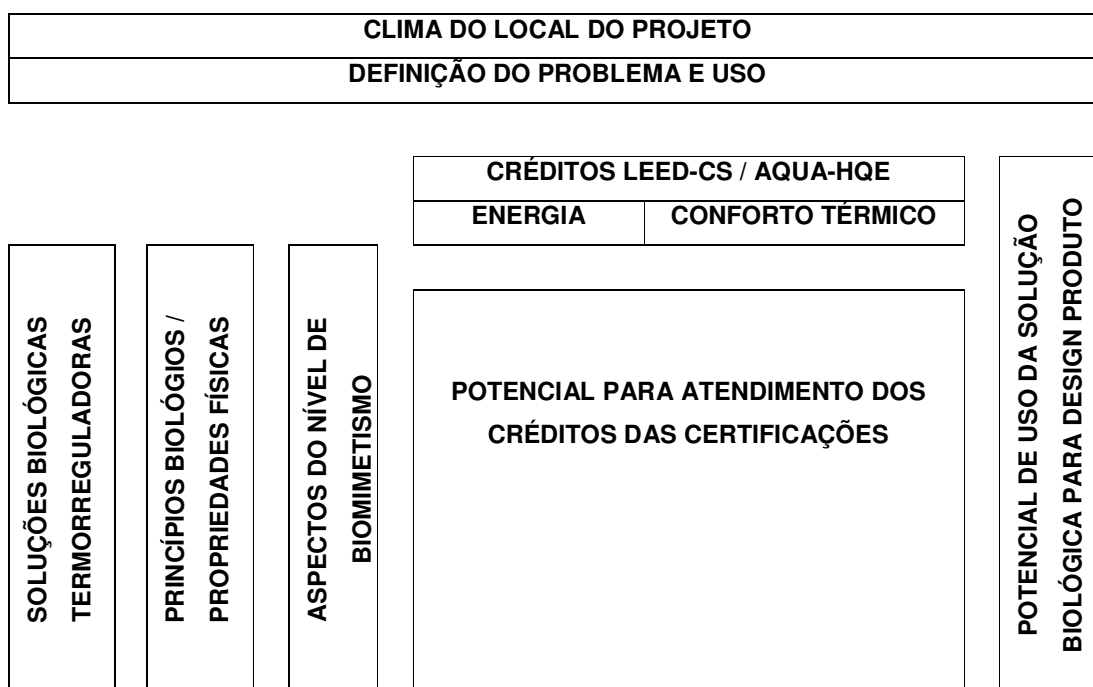 CLIMA DO LOCAL DO PROJETO
DEFINIÇÃO DO PROBLEMA E USO
CRÉDITOS LEED-CS / AQUA-HQE
ENERGIA
CONFORTO TÉRMICO
SOLUÇÕES BIOLÓGICAS
TERMORREGULADORAS
PRINCÍPIOS BIOLÓGIOS /
PROPRIEDADES FÍSICAS
ASPECTOS DO NÍVEL DE
BIOMIMETISMO
POTENCIAL PARA ATENDIMENTO DOS
CRÉDITOS DAS CERTIFICAÇÕES
POTENCIAL DE USO DA SOLUÇÃO
BIOLÓGICA PARA DESIGN PRODUTO